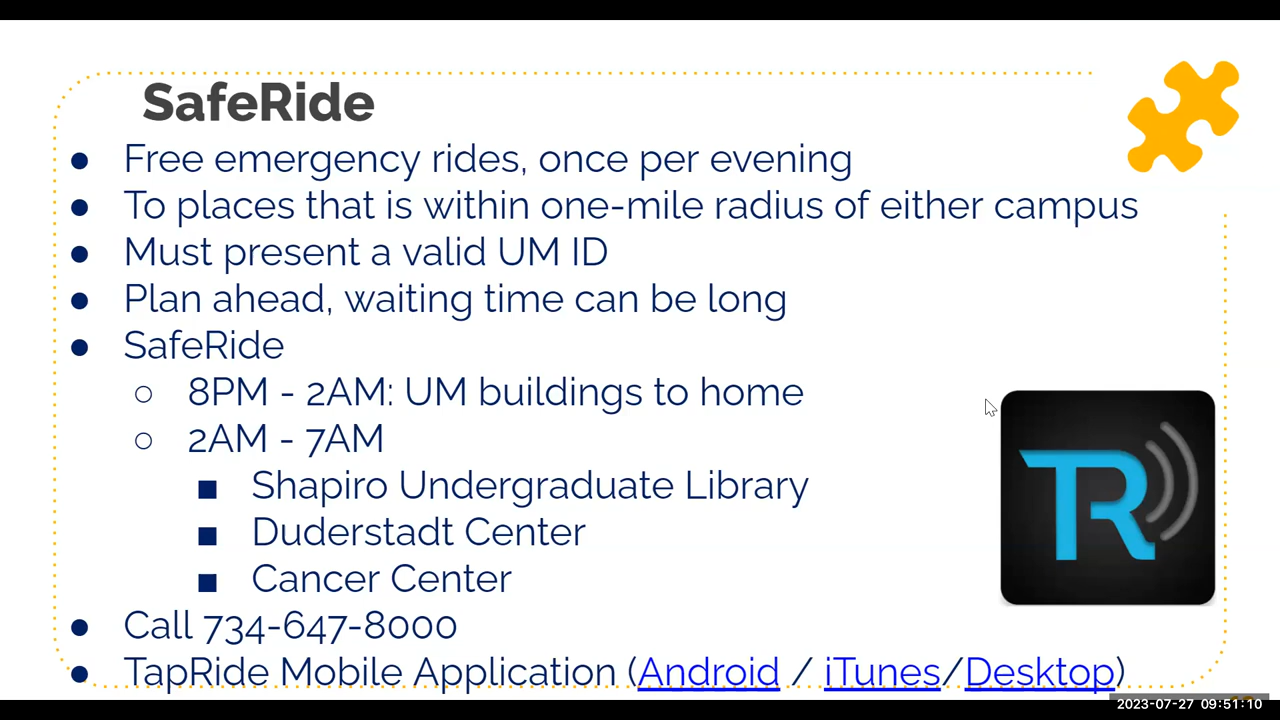 SafeRide
● Free emergency rides, once per evening
● To places that is within one-mile radius of either campus
● Must present a valid UM ID
● Plan ahead, waiting time can be long
● SafeRide
○ 8PM - 2AM: UM buildings to home
○ 2AM - 7AM
■ Shapiro Undergraduate Library
■ Duderstadt Center
■ Cancer Center
TR
● Call 734-647-8000
● TapRide Mobile Application (Android / iTunes/Desktop)
2023-07-27 09:51:10